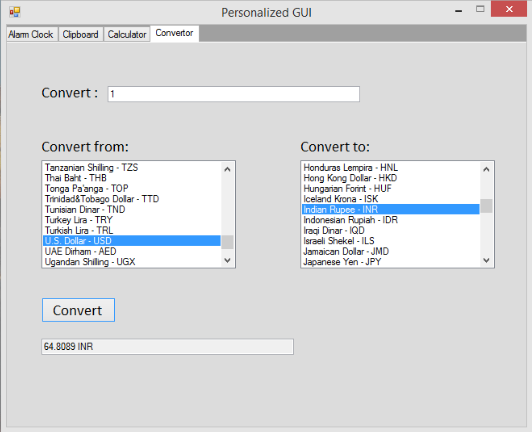 Personalized GUI
Alarm Clock Clipboard Calculator Convertor
Convert : 1
Convert from:
Tanzanian Shilling - TZS
Thai Baht - THB
Tonga Pa'anga - TOP
Trinidad&Tobago Dollar - TTD
Tunisian Dinar - TND
Turkey Lira - TRY
Turkish Lira - TRL
U.S. Dollar - USD
UAE Dirham - AED
Ugandan Shilling - UGX
Convert to:
Honduras Lempira - HNL
Hong Kong Dollar - HKD
Hungarian Forint - HUF
Iceland Krona - ISK
Indian Rupee - INR
Indonesian Rupiah - IDR
Iraqi Dinar - IQD
Israeli Shekel - ILS
Jamaican Dollar - JMD
Japanese Yen - JPY
Convert
64.8089 INR